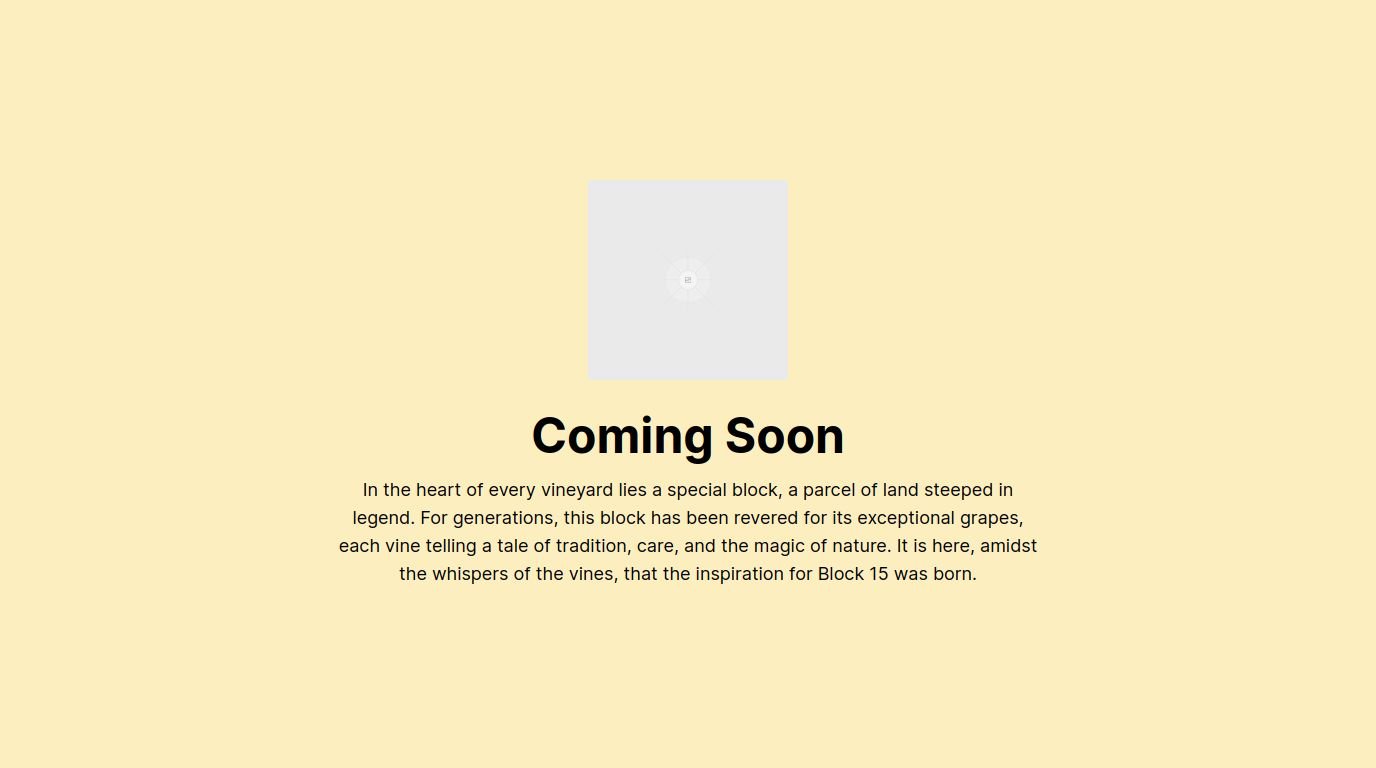 Coming Soon
In the heart of every vineyard lies a special block, a parcel of land steeped in
legend. For generations, this block has been revered for its exceptional grapes,
each vine telling a tale of tradition, care, and the magic of nature. It is here, amidst
the whispers of the vines, that the inspiration for Block 15 was born.